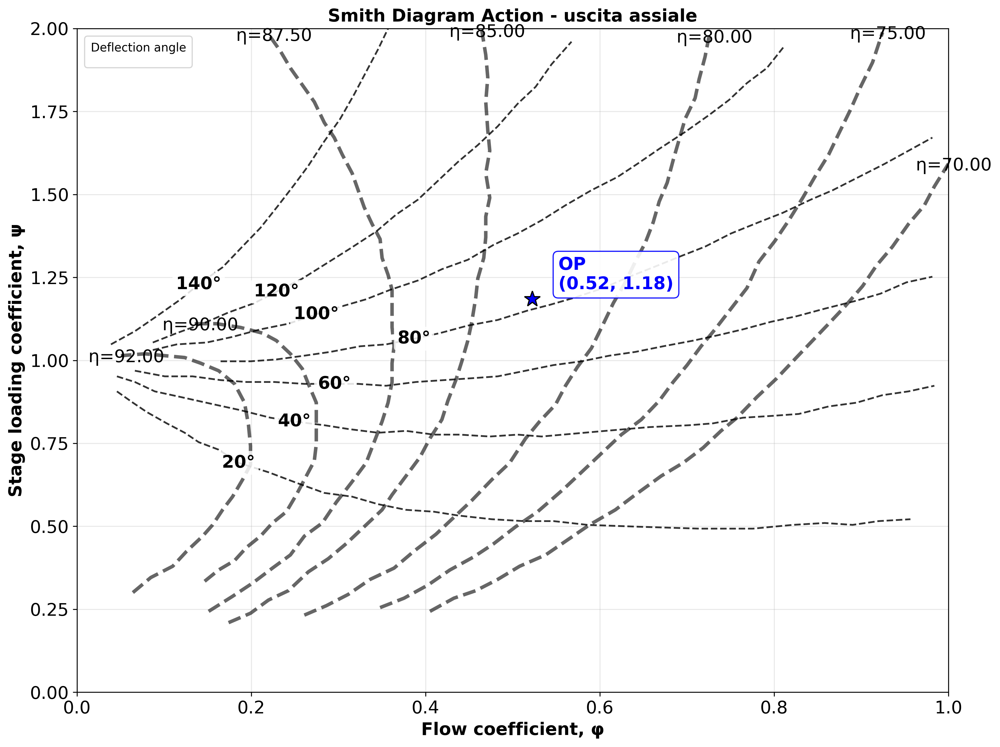 Smith Diagram Action - uscita assiale
Deflection angle
η=87.50
η=85.00
η=80.00
η=75.00
η=70.00
η=90.00
η=92.00
140°
120°
100°
80°
60°
40°
20°
OP
(0.52, 1.18)
Stage loading coefficient, ψ
2.00
1.75
1.50
1.25
1.00
0.75
0.50
0.25
0.00
0.0
0.2
0.4
0.6
0.8
1.0
Flow coefficient, φ